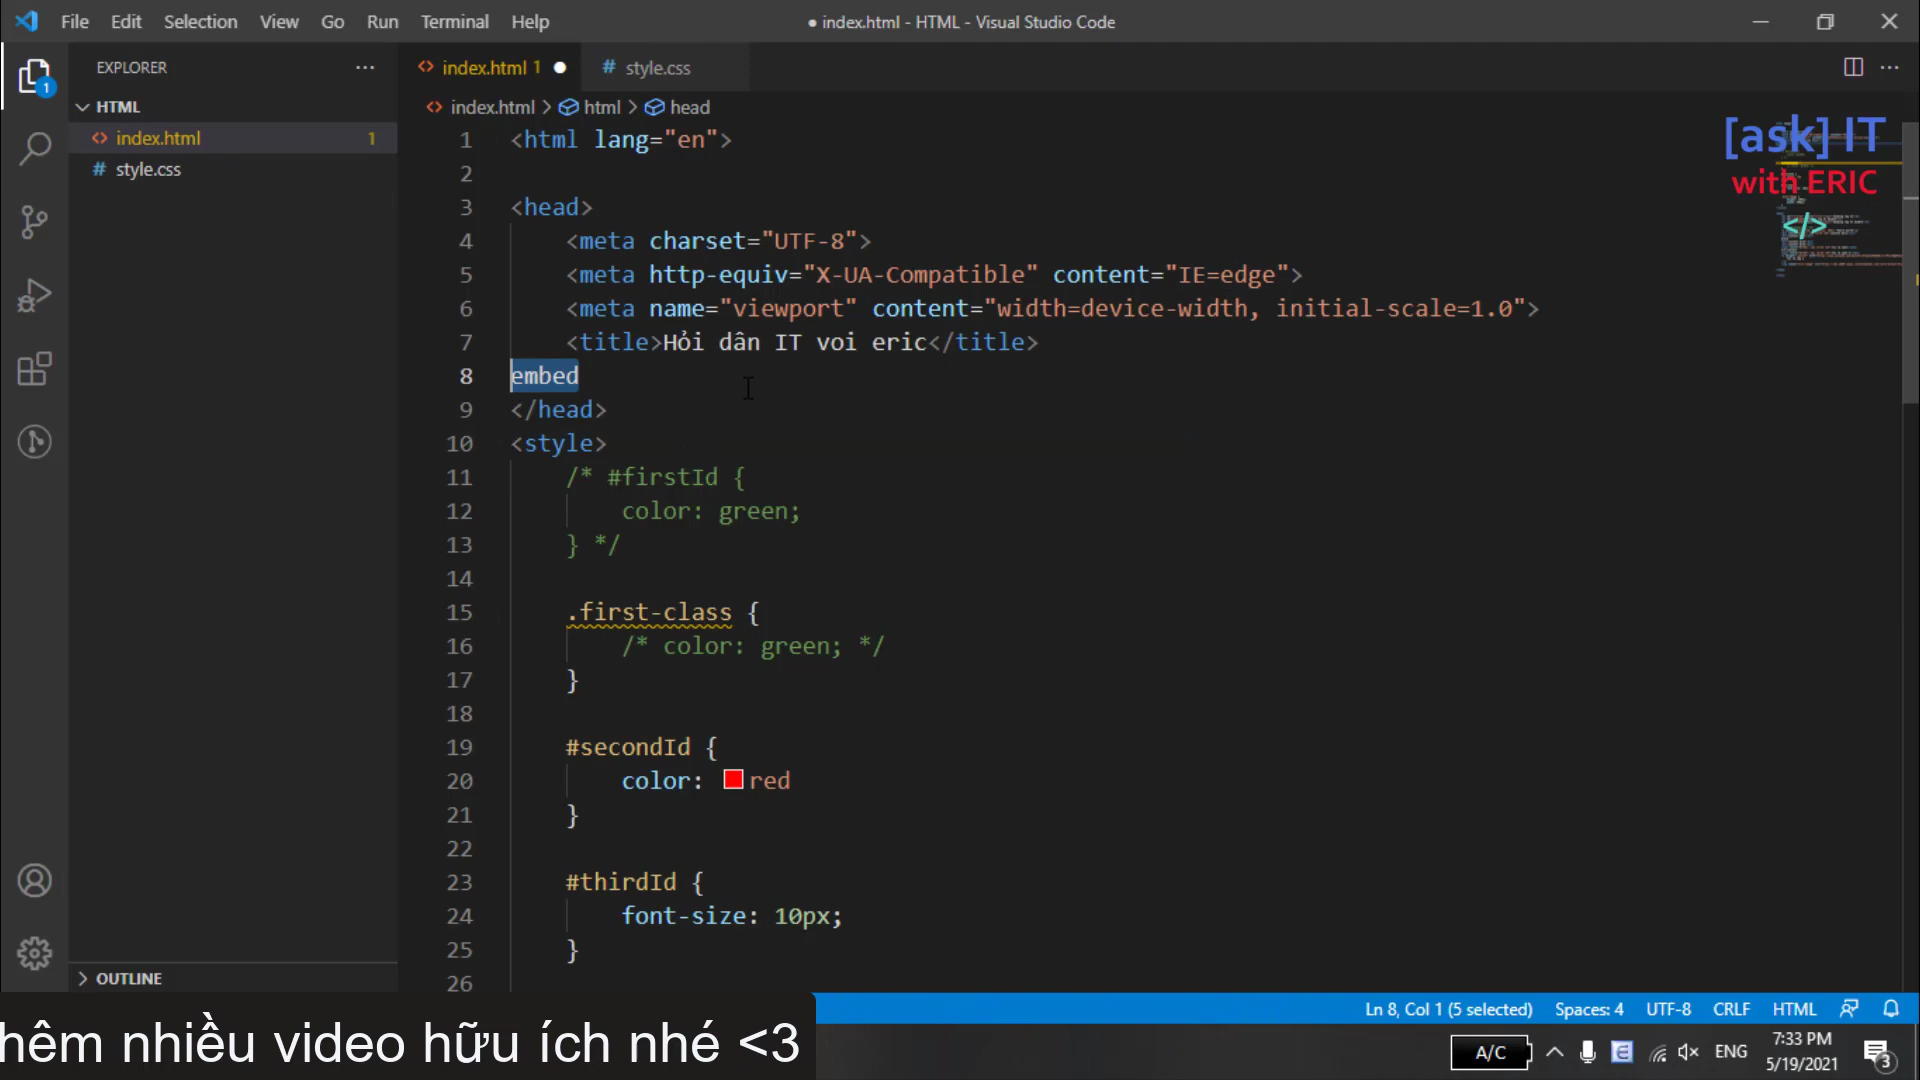 File Edit Selection View Go Run Terminal Help
● index.html - HTML - Visual Studio Code
EXPLORER
HTML
index.html 1
style.css
OUTLINE
index.html 1
style.css
index.html > html > head
1 <html lang="en">
2
3 <head>
4 <meta charset="UTF-8">
5 <meta http-equiv="X-UA-Compatible" content="IE=edge">
6 <meta name="viewport" content="width=device-width, initial-scale=1.0">
7 <title>Hỏi dân IT voi eric</title>
8 embed
9 </head>
10 <style>
11 /* #firstId {
12 color: green;
13 } */
14
15 .first-class {
16 /* color: green; */
17 }
18
19 #secondId {
20 color: red
21 }
22
23 #thirdId {
24 font-size: 10px;
25 }
26
[ask] IT
with ERIC
</>
1
Ln 8, Col 1 (5 selected) Spaces: 4 UTF-8 CRLF HTML
hêm nhiều video hữu ích nhé <3
A/C
E
ENG
7:33 PM
5/19/2021
3